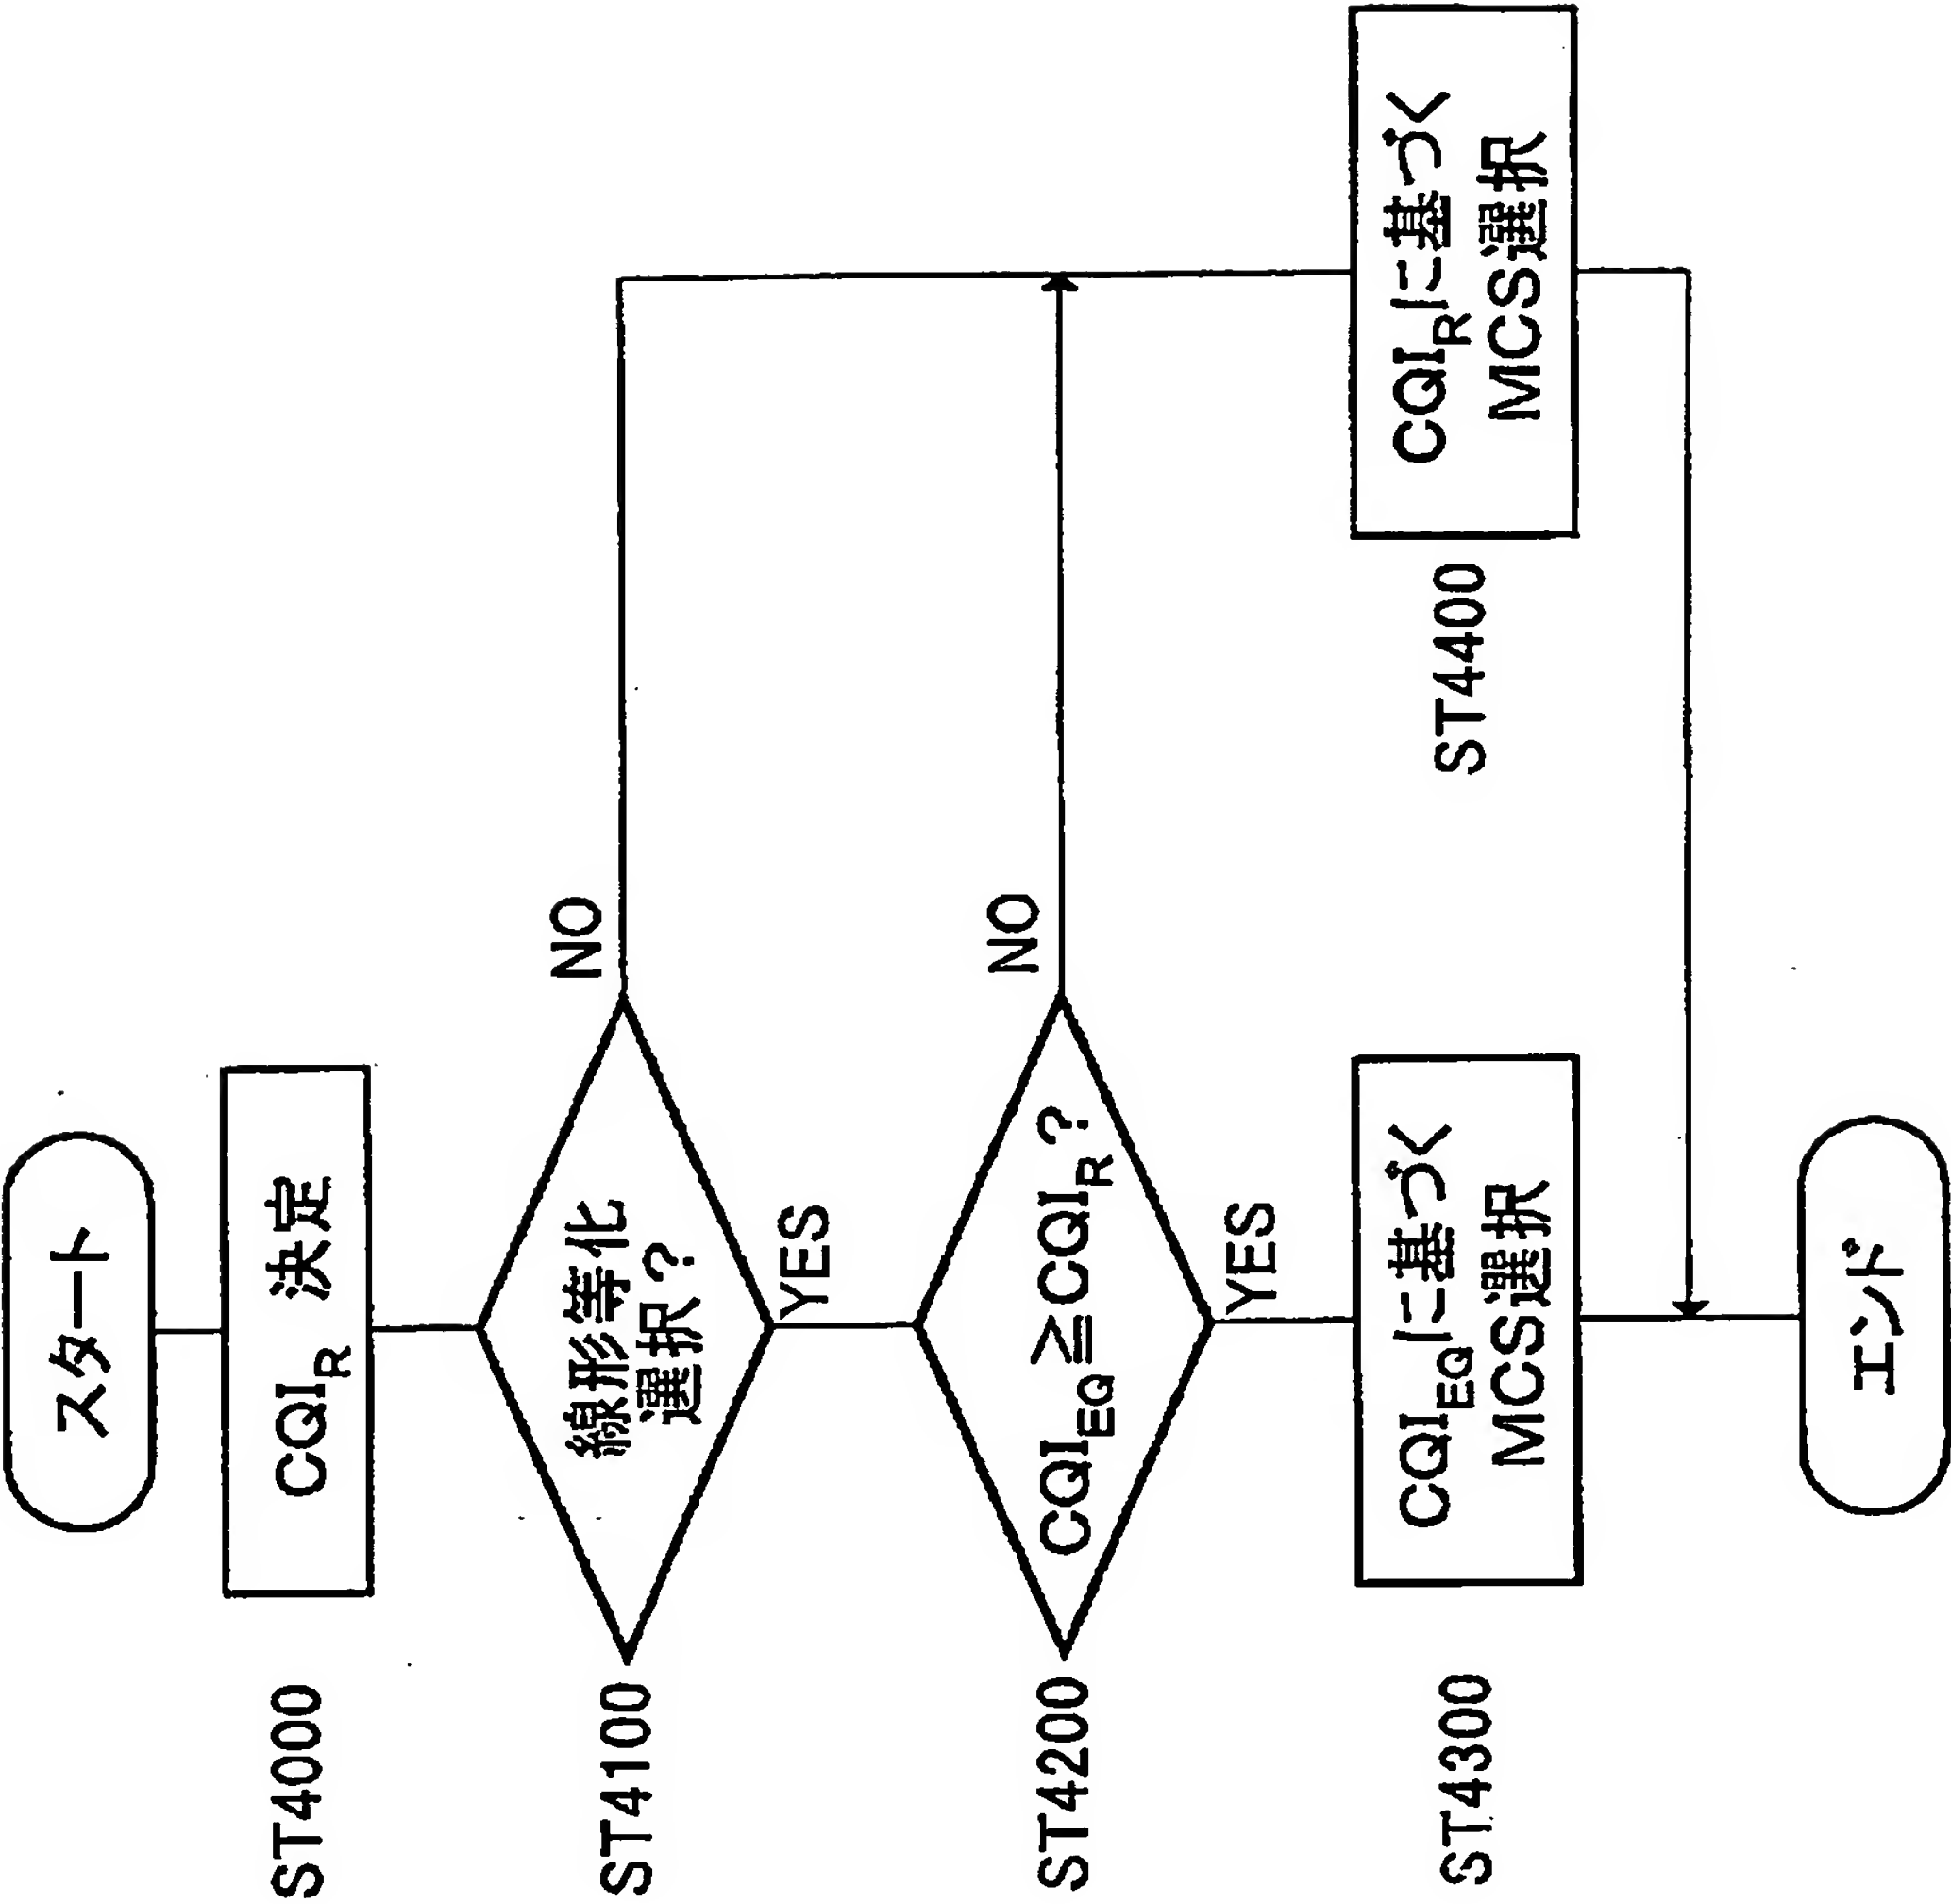 スタート
ST4000
CQIR 決定
ST4100
線形等化
選択?
NO
YES
ST4200
CQIEQ≧CQIR?
NO
YES
ST4300
CQIEQに基づく
MCS選択
ST4400
CQIRに基づく
MCS選択
エンド